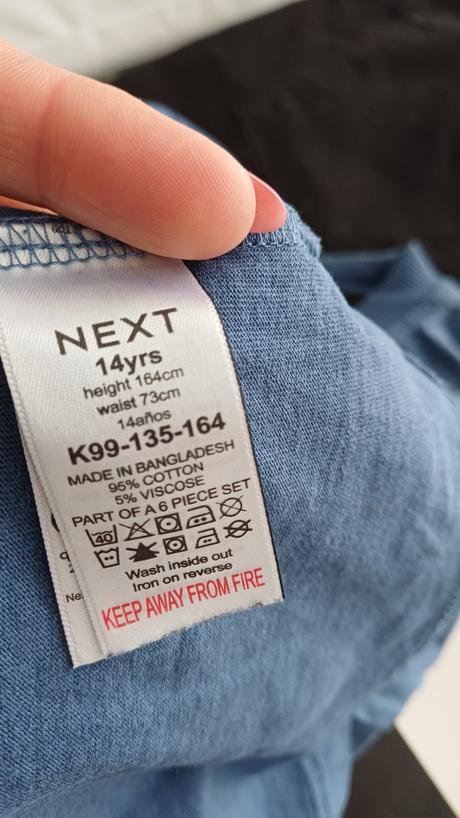 NEXT
14yrs
height 164cm
waist 73cm
14años
K99-135-164
MADE IN BANGLADESH
95% COTTON
5% VISCOSE
PART OF A 6 PIECE SET
40
Wash inside out
Iron on reverse
KEEP AWAY FROM FIRE